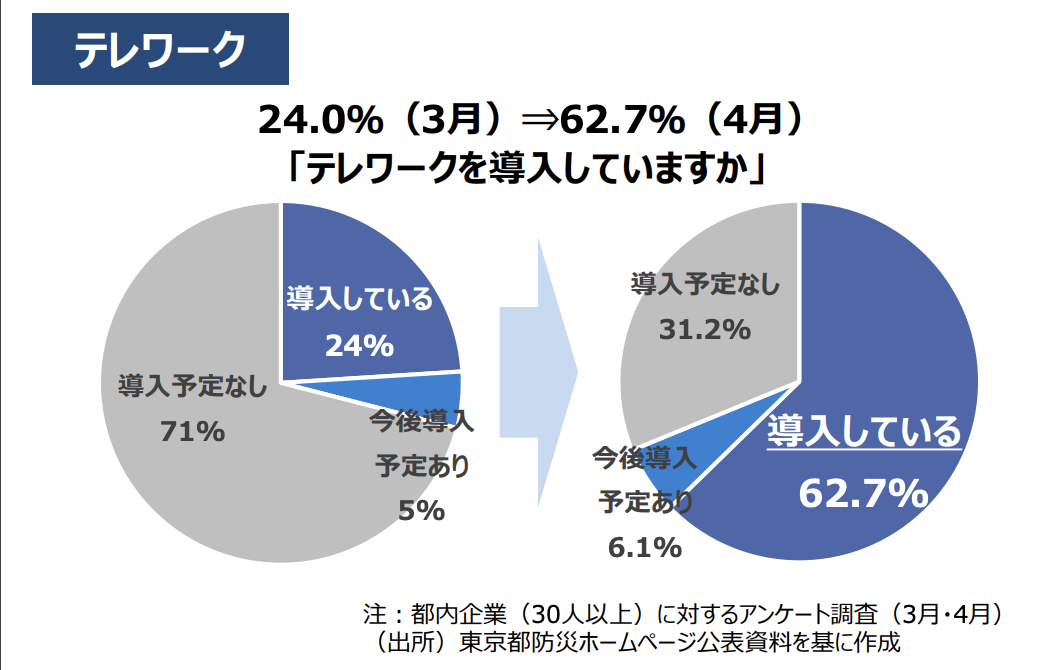 テレワーク
24.0%（3月）⇒62.7%（4月）
「テレワークを導入していますか」
導入している
24%
導入予定なし
71%
今後導入
予定あり
5%
導入予定なし
31.2%
導入している
62.7%
今後導入
予定あり
6.1%
注：都内企業（30人以上）に対するアンケート調査（3月･4月）
（出所）東京都防災ホームページ公表資料を基に作成